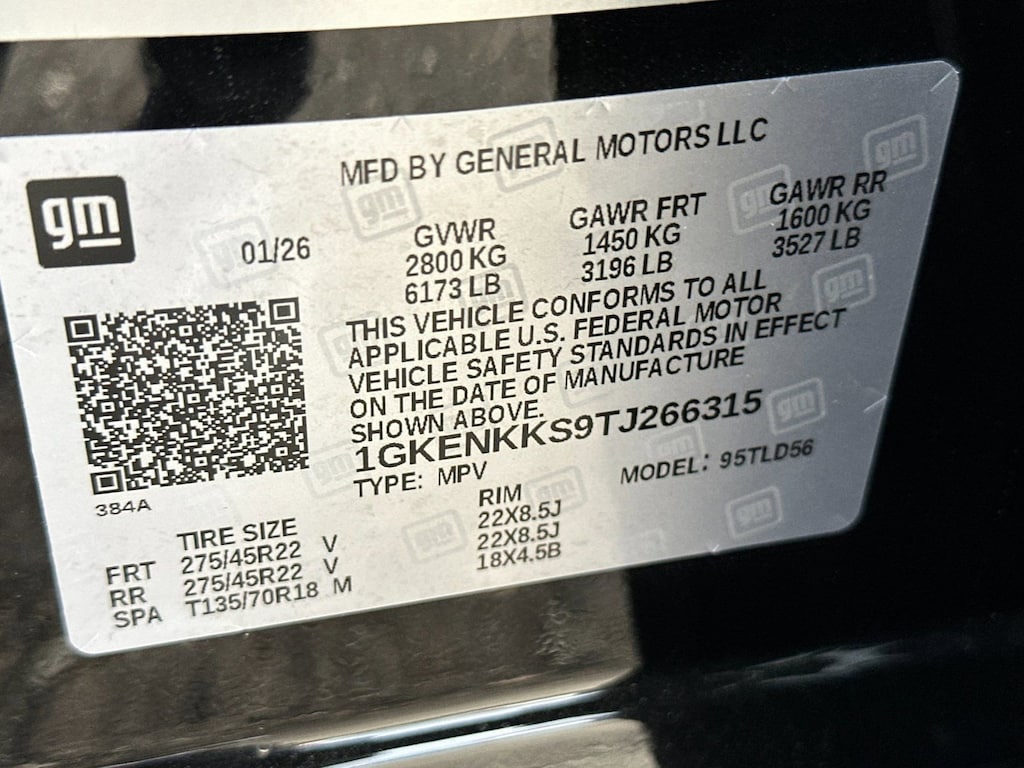 gm
MFD BY GENERAL MOTORS LLC
01/26
GVWR GAWR FRT GAWR RR
2800 KG 1450 KG 1600 KG
6173 LB 3196 LB 3527 LB
THIS VEHICLE CONFORMS TO ALL
APPLICABLE U.S. FEDERAL MOTOR
VEHICLE SAFETY STANDARDS IN EFFECT
ON THE DATE OF MANUFACTURE
SHOWN ABOVE.
1GKENKKS9TJ266315
TYPE: MPV MODEL: 95TLD56
384A
TIRE SIZE RIM
FRT 275/45R22 V 22X8.5J
RR 275/45R22 V 22X8.5J
SPA T135/70R18 M 18X4.5B